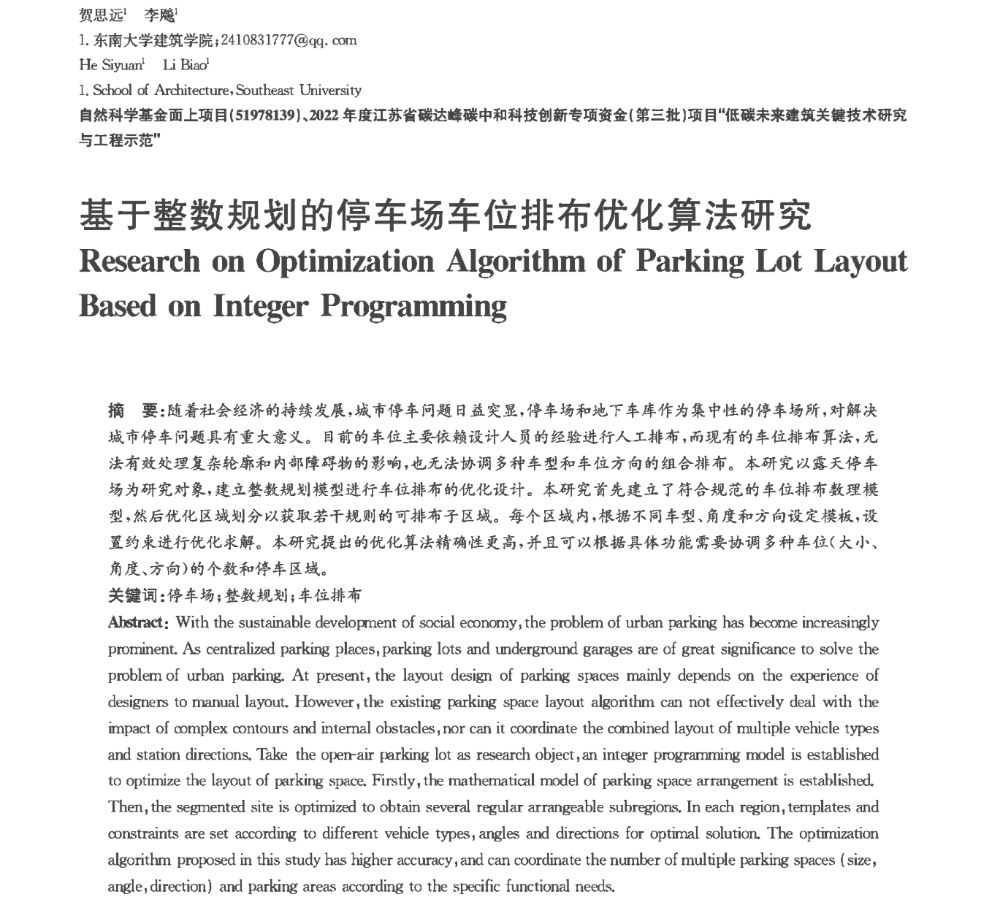 贺思远¹ 李飚¹
1. 东南大学建筑学院;2410831777@qq. com
He Siyuan¹ Li Biao¹
1. School of Architecture,Southeast University
自然科学基金面上项目(51978139)、2022 年度江苏省碳达峰碳中和科技创新专项资金(第三批)项目“低碳未来建筑关键技术研究
与工程示范”
基于整数规划的停车场车位排布优化算法研究
Research on Optimization Algorithm of Parking Lot Layout
Based on Integer Programming
摘 要:随着社会经济的持续发展,城市停车问题日益突显,停车场和地下车库作为集中性的停车场所,对解决
城市停车问题具有重大意义。目前的车位主要依赖设计人员的经验进行人工排布,而现有的车位排布算法,无
法有效处理复杂轮廓和内部障碍物的影响,也无法协调多种车型和车位方向的组合排布。本研究以露天停车
场为研究对象,建立整数规划模型进行车位排布的优化设计。本研究首先建立了符合规范的车位排布数理模
型,然后优化区域划分以获取若干规则的可排布子区域。每个区域内,根据不同车型、角度和方向设定模板,设
置约束进行优化求解。本研究提出的优化算法精确性更高,并且可以根据具体功能需要协调多种车位(大小、
角度、方向)的个数和停车区域。
关键词:停车场;整数规划;车位排布
Abstract: With the sustainable development of social economy,the problem of urban parking has become increasingly
prominent. As centralized parking places,parking lots and underground garages are of great significance to solve the
problem of urban parking. At present,the layout design of parking spaces mainly depends on the experience of
designers to manual layout. However,the existing parking space layout algorithm can not effectively deal with the
impact of complex contours and internal obstacles,nor can it coordinate the combined layout of multiple vehicle types
and station directions. Take the open-air parking lot as research object,an integer programming model is established
to optimize the layout of parking space. Firstly,the mathematical model of parking space arrangement is established.
Then,the segmented site is optimized to obtain several regular arrangeable subregions. In each region,templates and
constraints are set according to different vehicle types,angles and directions for optimal solution. The optimization
algorithm proposed in this study has higher accuracy,and can coordinate the number of multiple parking spaces (size,
angle,direction) and parking areas according to the specific functional needs.